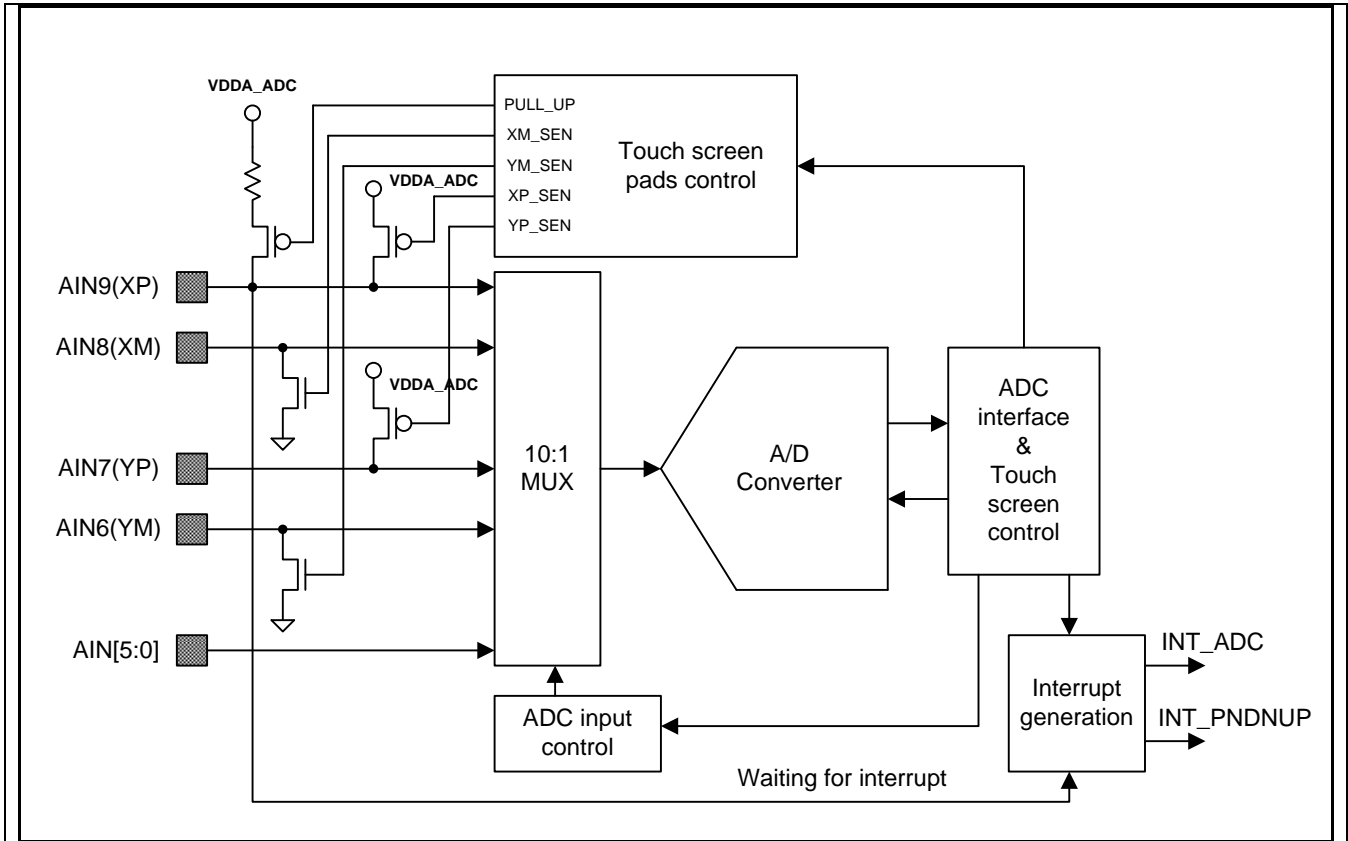 VDDA_ADC
PULL_UP
XM_SEN
YM_SEN
XP_SEN
YP_SEN
Touch screen
pads control
VDDA_ADC
AIN9(XP)
AIN8(XM)
VDDA_ADC
AIN7(YP)
AIN6(YM)
AIN[5:0]
10:1
MUX
A/D
Converter
ADC
interface
&
Touch
screen
control
ADC input
control
Interrupt
generation
INT_ADC
INT_PNDNUP
Waiting for interrupt